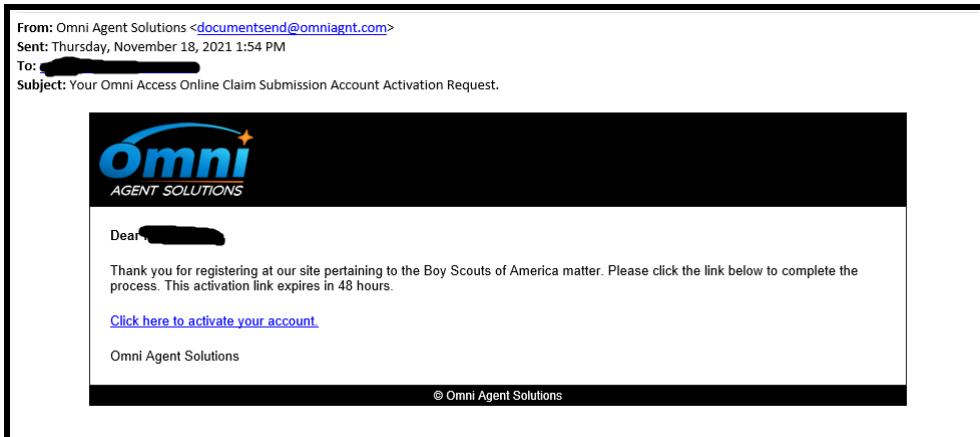 From: Omni Agent Solutions <documentsend@omniagnt.com>
Sent: Thursday, November 18, 2021 1:54 PM
To:
Subject: Your Omni Access Online Claim Submission Account Activation Request.
Omni
AGENT SOLUTIONS
Dear
Thank you for registering at our site pertaining to the Boy Scouts of America matter. Please click the link below to complete the
process. This activation link expires in 48 hours.
Click here to activate your account.
Omni Agent Solutions
© Omni Agent Solutions